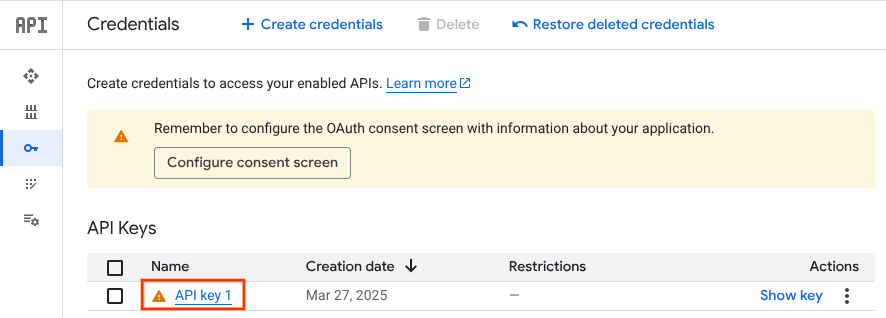 API Credentials + Create credentials Delete Restore deleted credentials
Create credentials to access your enabled APIs. Learn more
Remember to configure the OAuth consent screen with information about your application.
Configure consent screen
API Keys
Name Creation date Restrictions Actions
API key 1 Mar 27, 2025 — Show key